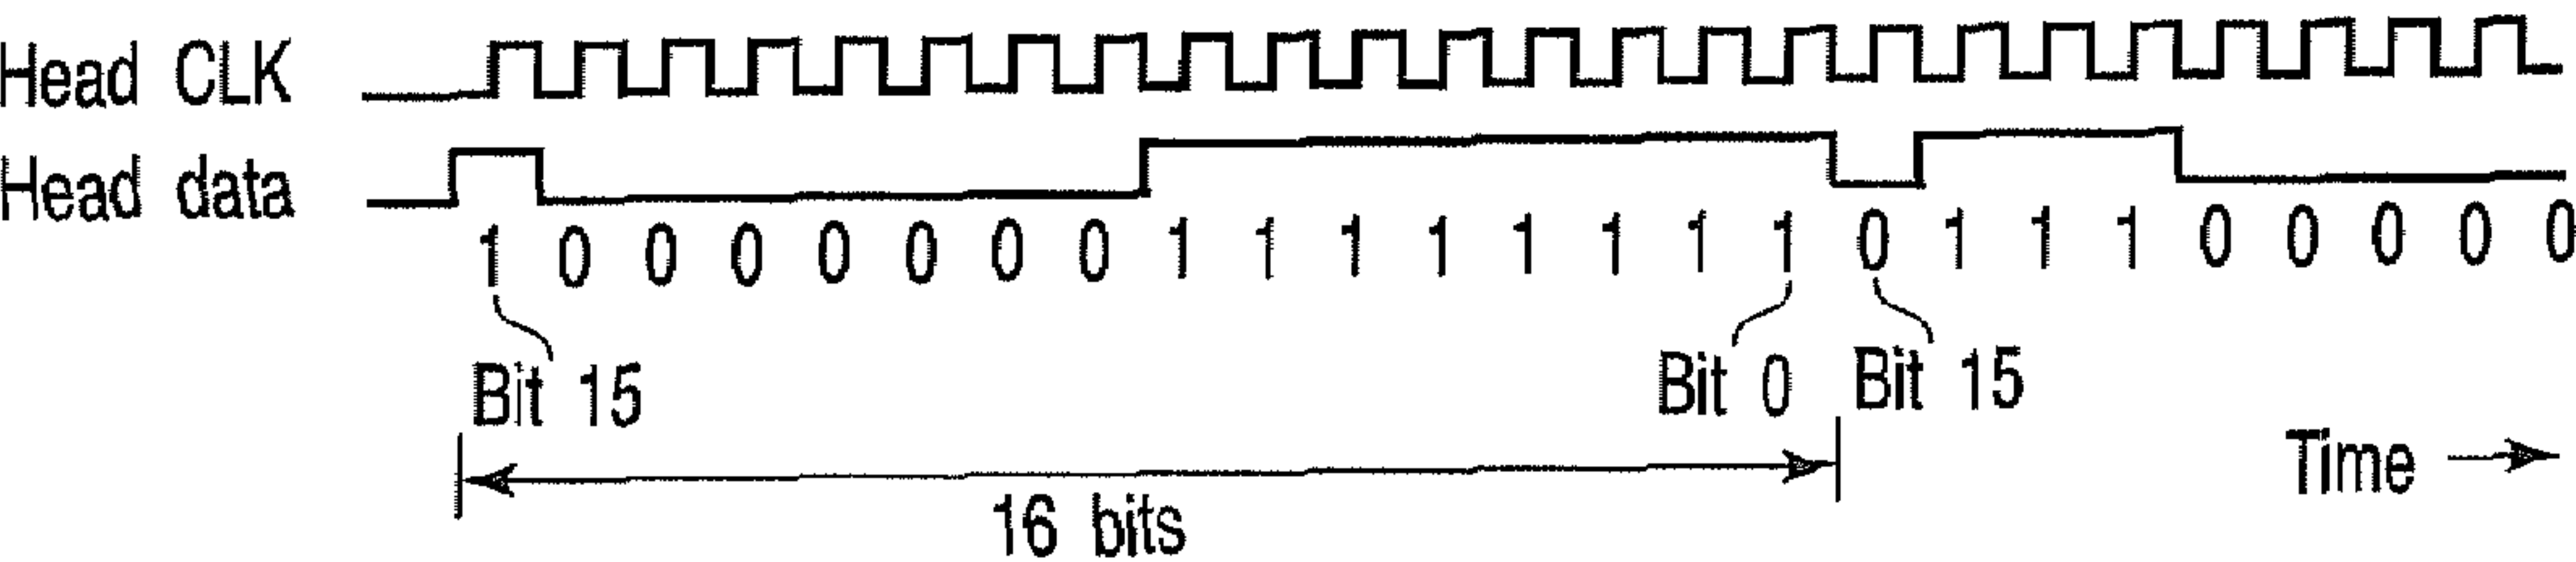 Head CLK
Head data
1 0 0 0 0 0 0 0 1 1 1 1 1 1 1 1 0 1 1 1 0 0 0 0 0
Bit 15 Bit 0 Bit 15
16 bits
Time